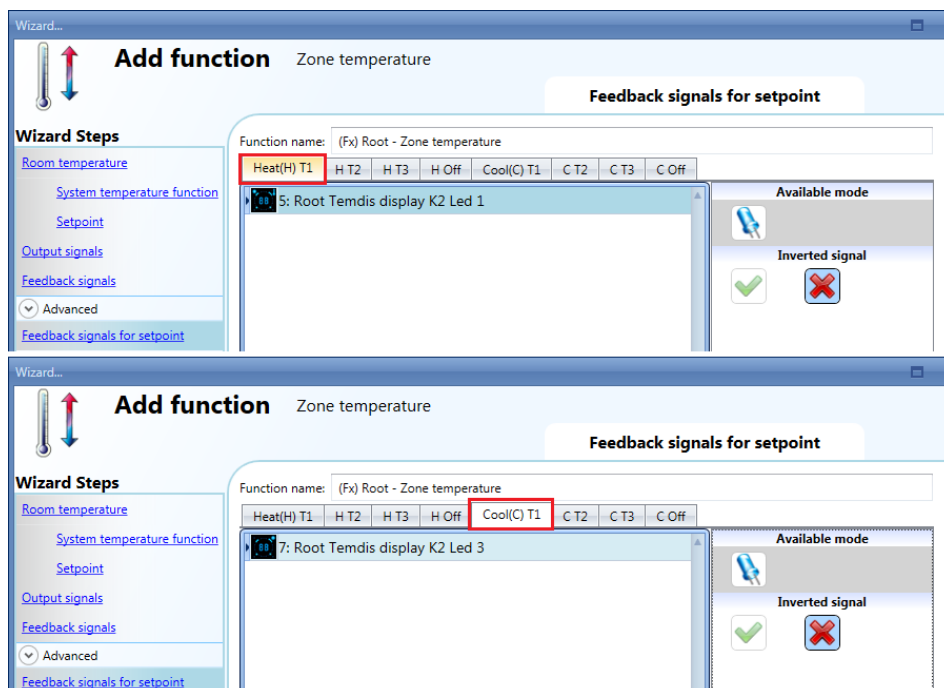 Wizard...
Add function Zone temperature
Feedback signals for setpoint
Wizard Steps
Function name: (Fx) Root - Zone temperature
Room temperature
Heat(H) T1 H T2 H T3 H Off Cool(C) T1 C T2 C T3 C Off
System temperature function
5: Root Temdis display K2 Led 1
Available mode
Setpoint
Output signals
Inverted signal
Feedback signals
Advanced
Feedback signals for setpoint
Wizard...
Add function Zone temperature
Feedback signals for setpoint
Wizard Steps
Function name: (Fx) Root - Zone temperature
Room temperature
Heat(H) T1 H T2 H T3 H Off Cool(C) T1 C T2 C T3 C Off
System temperature function
7: Root Temdis display K2 Led 3
Available mode
Setpoint
Output signals
Inverted signal
Feedback signals
Advanced
Feedback signals for setpoint